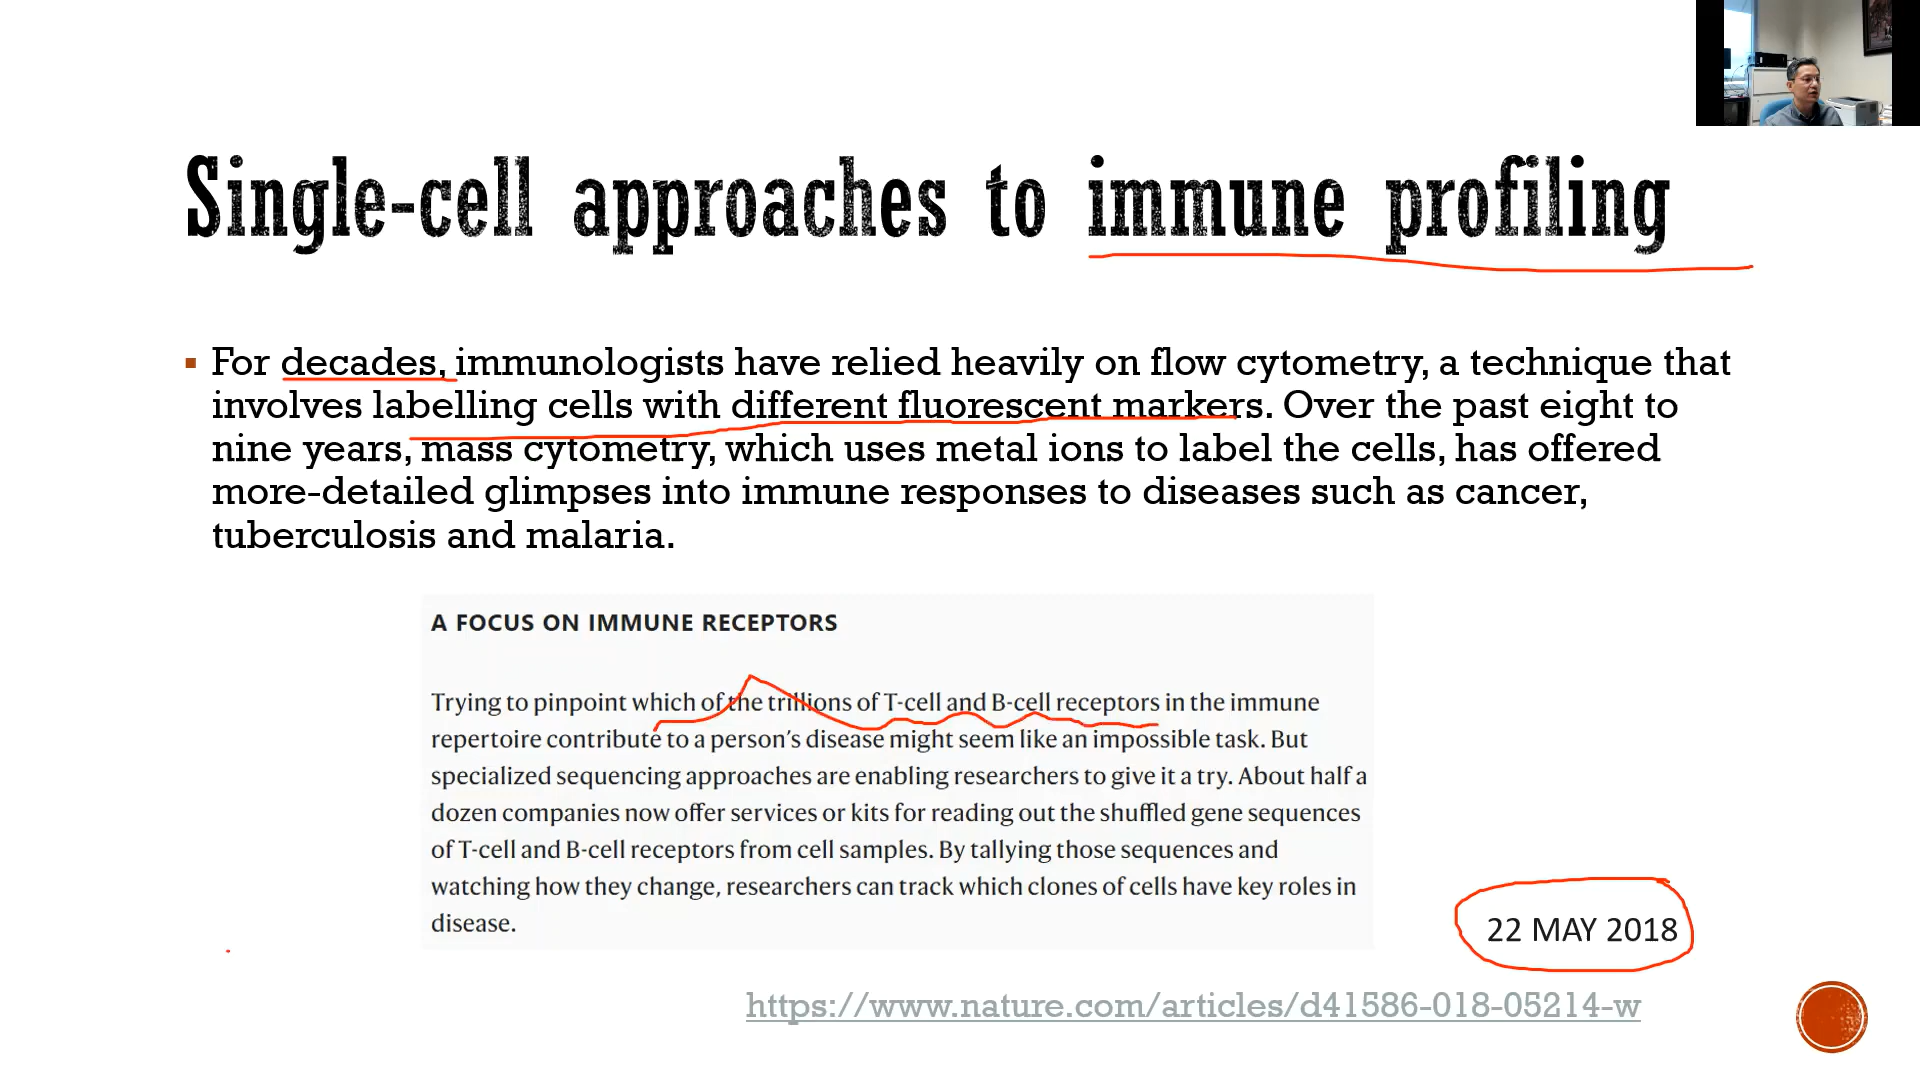 Single-cell approaches to immune profiling
For decades, immunologists have relied heavily on flow cytometry, a technique that
involves labelling cells with different fluorescent markers. Over the past eight to
nine years, mass cytometry, which uses metal ions to label the cells, has offered
more-detailed glimpses into immune responses to diseases such as cancer,
tuberculosis and malaria.
A FOCUS ON IMMUNE RECEPTORS
Trying to pinpoint which of the trillions of T-cell and B-cell receptors in the immune
repertoire contribute to a person’s disease might seem like an impossible task. But
specialized sequencing approaches are enabling researchers to give it a try. About half a
dozen companies now offer services or kits for reading out the shuffled gene sequences
of T-cell and B-cell receptors from cell samples. By tallying those sequences and
watching how they change, researchers can track which clones of cells have key roles in
disease.
22 MAY 2018
https://www.nature.com/articles/d41586-018-05214-w